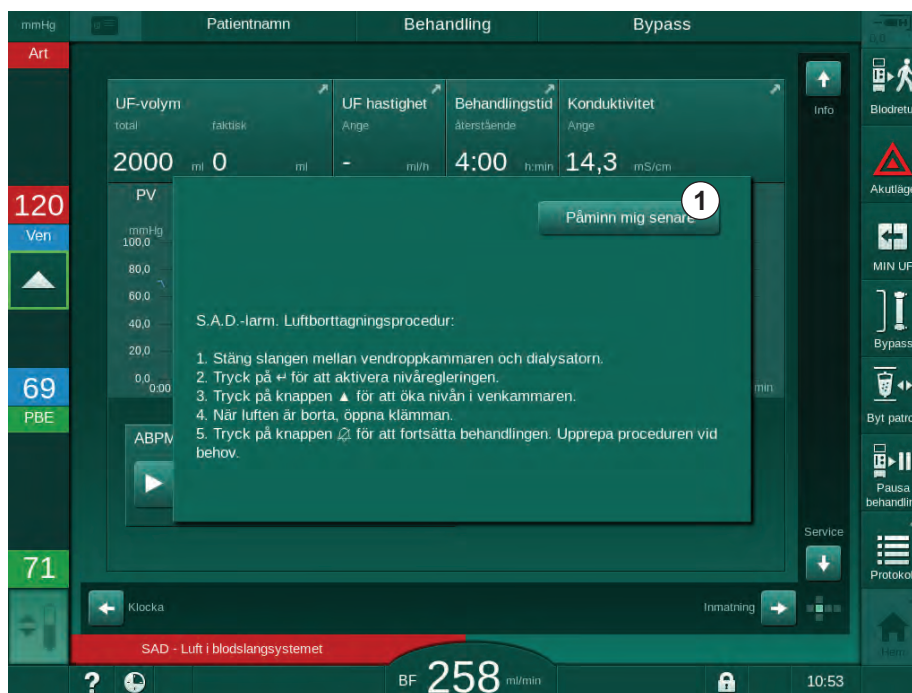 mmHg
Patientnamn
Behandling
Bypass
Art
120
Ven
69
PBE
71
UF-volym
total faktisk
2000 ml 0 ml
UF hastighet
Ange
- ml/h
Behandlingstid
återstående
4:00 h:min
Konduktivitet
Ange
14,3 mS/cm
PV
mmHg
100,0
80,0
60,0
40,0
20,0
0,0
0:00
min
Påminn mig senare
1
S.A.D.-larm. Luftborttagningsprocedur:
1. Stäng slangen mellan vendroppkammaren och dialysatorn.
2. Tryck på ↵ för att aktivera nivåregleringen.
3. Tryck på knappen ▲ för att öka nivån i venkammaren.
4. När luften är borta, öppna klämman.
5. Tryck på knappen för att fortsätta behandlingen. Upprepa proceduren vid
behov.
ABPM
Info
Service
Klocka
Inmatning
SAD - Luft i blodslangsystemet
? BF 258 ml/min 10:53
Blodretu
Akutläge
MIN UF
Bypass
Byt patro
Pausa
behandlin
Protokol
Hem